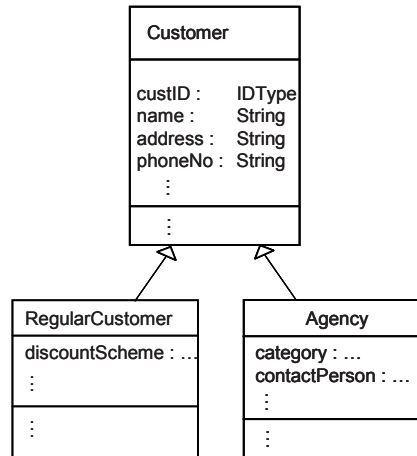 Customer
custID : IDType
name : String
address : String
phoneNo : String
⋮
⋮
RegularCustomer
discountScheme : ...
⋮
⋮
Agency
category : ...
contactPerson : ...
⋮
⋮